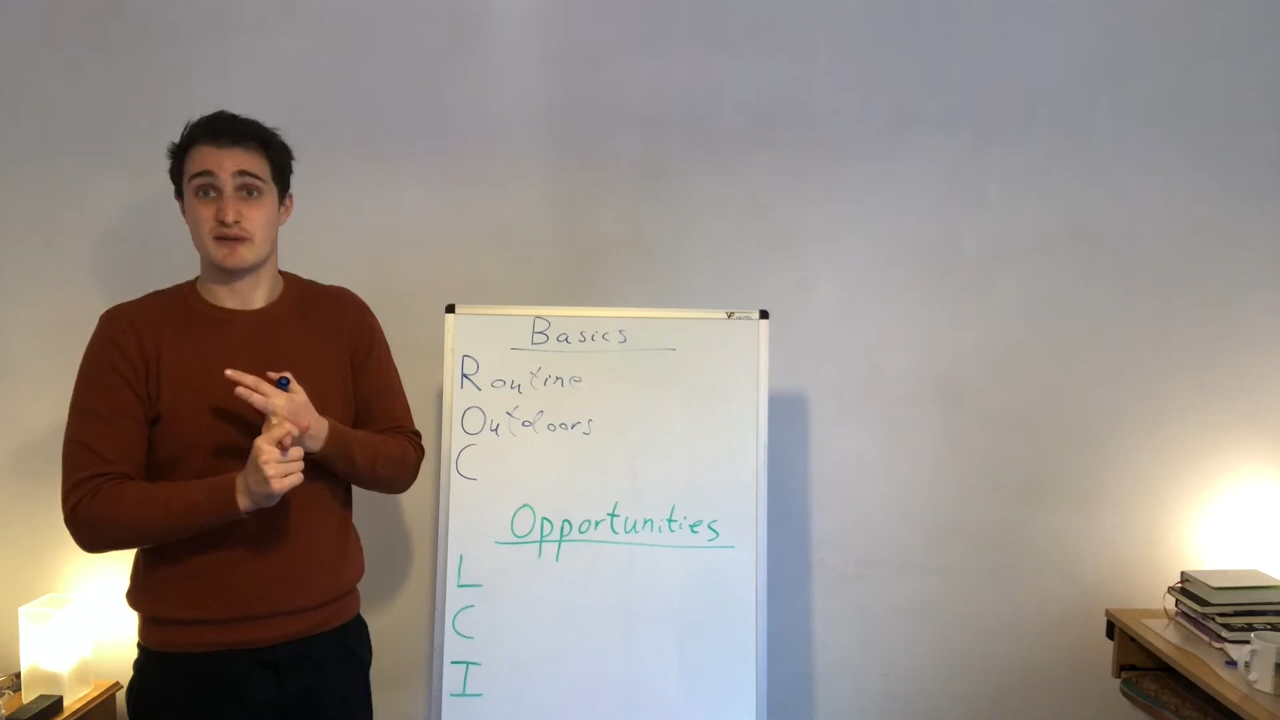 Basics
Routine
Outdoors
C
Opportunities
L
C
I